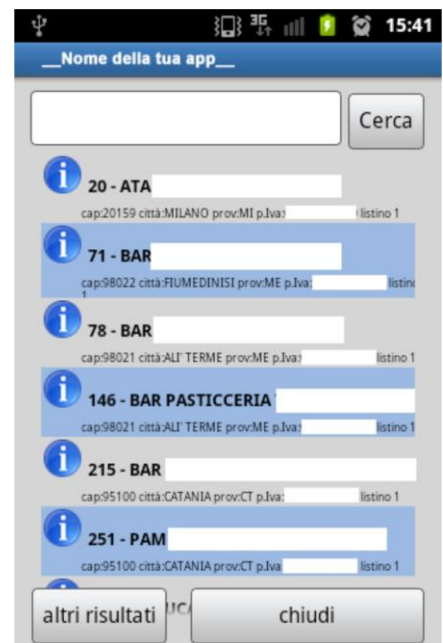 15:41
__Nome della tua app__
Cerca
20 - ATA
cap:20159 città:MILANO prov:MI p.Iva: listino 1
71 - BAR
cap:98022 città:FIUMEDINISI prov:ME p.Iva: listino
1
78 - BAR
cap:98021 città:ALI' TERME prov:ME p.Iva: listino 1
146 - BAR PASTICCERIA
cap:98021 città:ALI' TERME prov:ME p.Iva: listino 1
215 - BAR
cap:95100 città:CATANIA prov:CT p.Iva: listino 1
251 - PAM
cap:95100 città:CATANIA prov:CT p.Iva listino 1
altri risultati
chiudi